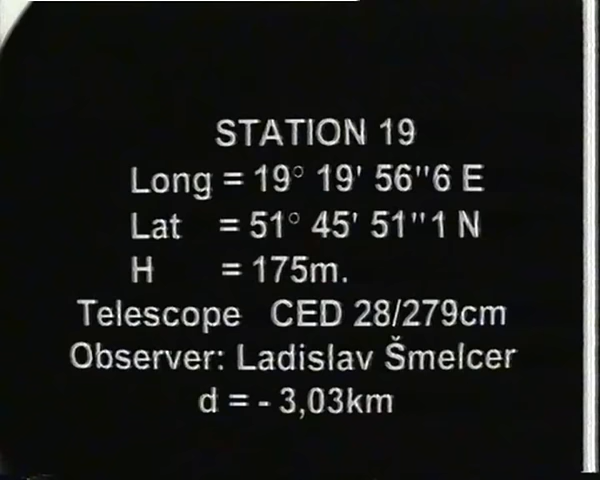 STATION 19
Long = 19° 19' 56"6 E
Lat = 51° 45' 51"1 N
H = 175m.
Telescope CED 28/279cm
Observer: Ladislav Šmelcer
d = - 3,03km